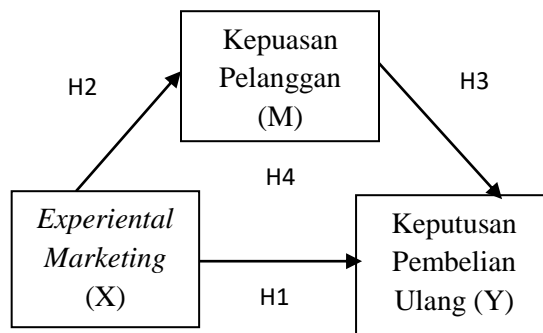 Kepuasan
Pelanggan
(M)
H2
H3
H4
Experiental
Marketing
(X)
H1
Keputusan
Pembelian
Ulang (Y)